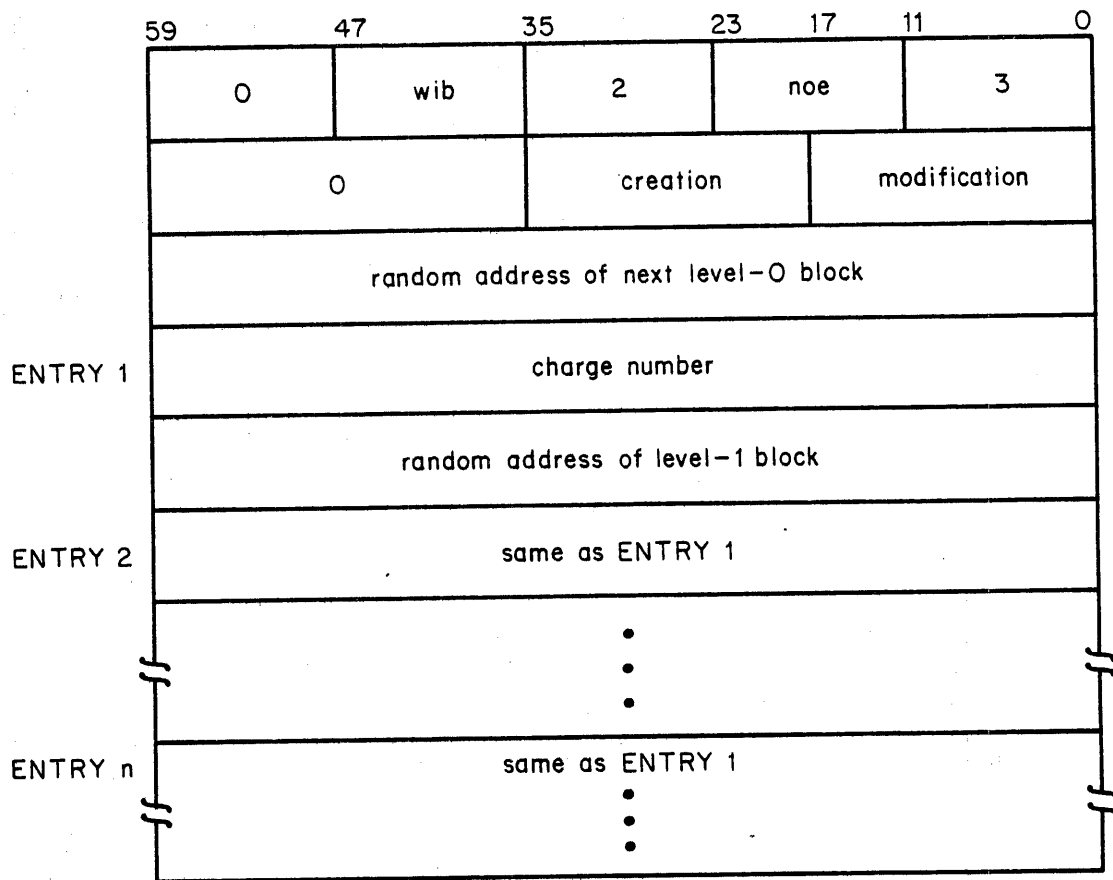 59 47 35 23 17 11 0
0 wib 2 noe 3
0 creation modification
random address of next level-0 block
ENTRY 1 charge number
random address of level-1 block
ENTRY 2 same as ENTRY 1
ENTRY n same as ENTRY 1